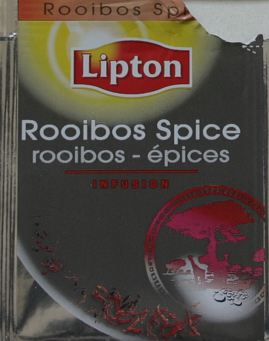 Rooibos Sp
Lipton
Rooibos Spice
rooibos - épices
INFUSION